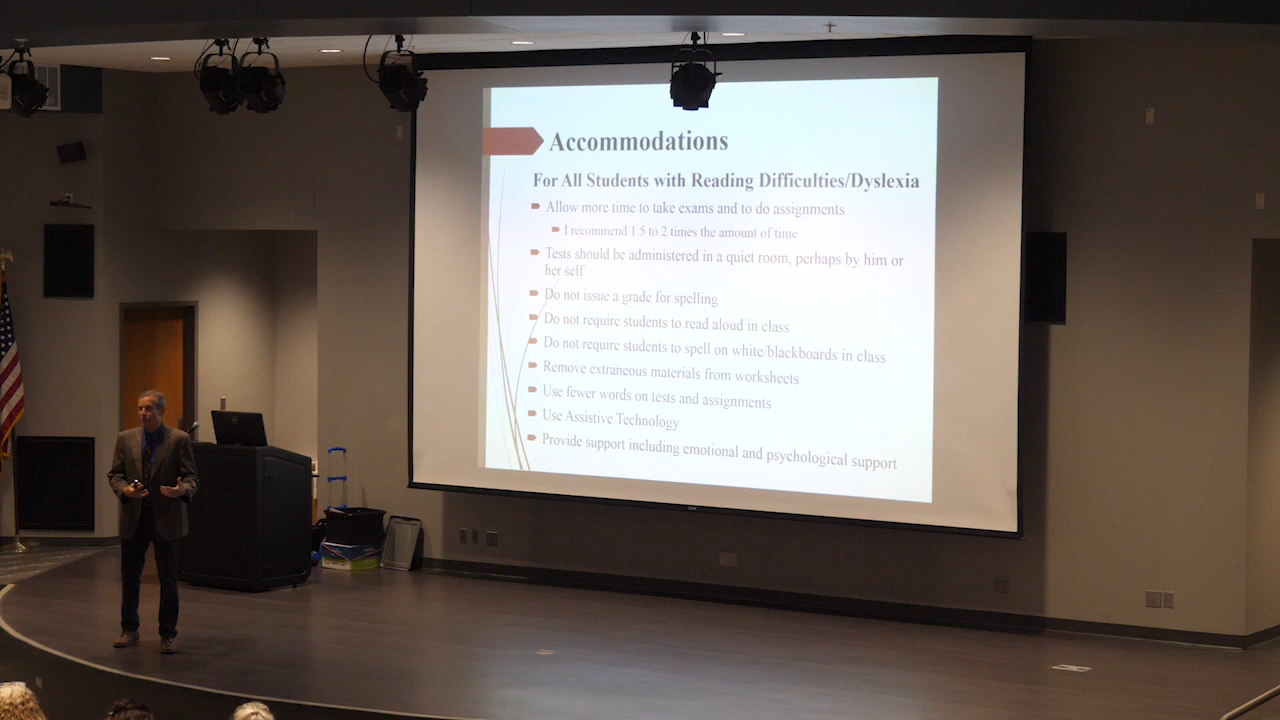 Accommodations
For All Students with Reading Difficulties/Dyslexia
Allow more time to take exams and to do assignments
I recommend 1.5 to 2 times the amount of time
Tests should be administered in a quiet room, perhaps by him or
her self
Do not issue a grade for spelling
Do not require students to read aloud in class
Do not require students to spell on white/blackboards in class
Remove extraneous materials from worksheets
Use fewer words on tests and assignments
Use Assistive Technology
Provide support including emotional and psychological support